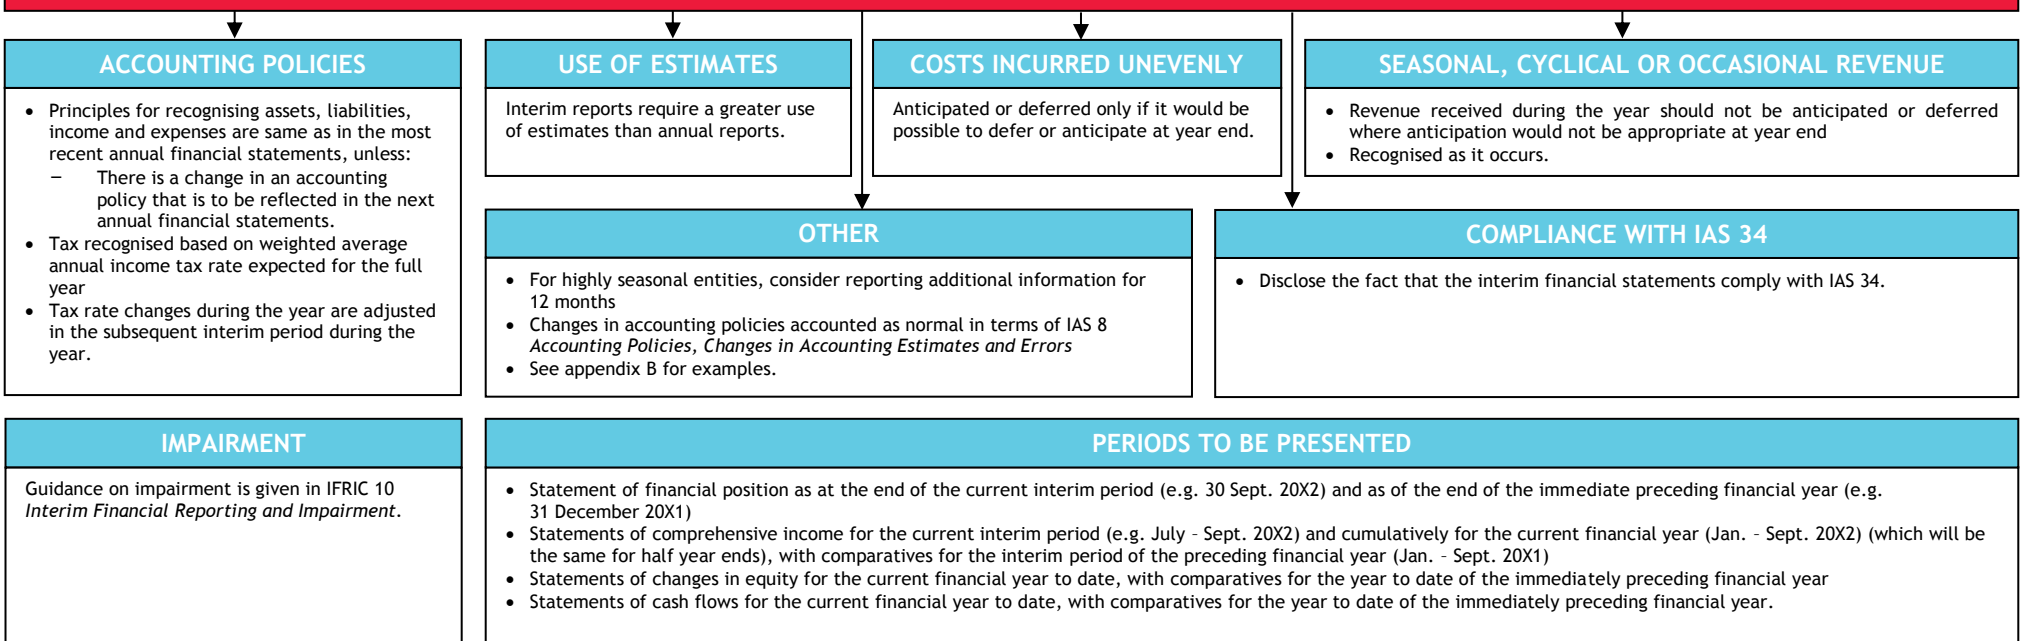 ACCOUNTING POLICIES
• Principles for recognising assets, liabilities,
income and expenses are same as in the most
recent annual financial statements, unless:
− There is a change in an accounting
policy that is to be reflected in the next
annual financial statements.
• Tax recognised based on weighted average
annual income tax rate expected for the full
year
• Tax rate changes during the year are adjusted
in the subsequent interim period during the
year.
USE OF ESTIMATES
Interim reports require a greater use
of estimates than annual reports.
COSTS INCURRED UNEVENLY
Anticipated or deferred only if it would be
possible to defer or anticipate at year end.
SEASONAL, CYCLICAL OR OCCASIONAL REVENUE
• Revenue received during the year should not be anticipated or deferred
where anticipation would not be appropriate at year end
• Recognised as it occurs.
OTHER
• For highly seasonal entities, consider reporting additional information for
12 months
• Changes in accounting policies accounted as normal in terms of IAS 8
Accounting Policies, Changes in Accounting Estimates and Errors
• See appendix B for examples.
COMPLIANCE WITH IAS 34
• Disclose the fact that the interim financial statements comply with IAS 34.
IMPAIRMENT
Guidance on impairment is given in IFRIC 10
Interim Financial Reporting and Impairment.
PERIODS TO BE PRESENTED
• Statement of financial position as at the end of the current interim period (e.g. 30 Sept. 20X2) and as of the end of the immediate preceding financial year (e.g.
31 December 20X1)
• Statements of comprehensive income for the current interim period (e.g. July – Sept. 20X2) and cumulatively for the current financial year (Jan. – Sept. 20X2) (which will be
the same for half year ends), with comparatives for the interim period of the preceding financial year (Jan. – Sept. 20X1)
• Statements of changes in equity for the current financial year to date, with comparatives for the year to date of the immediately preceding financial year
• Statements of cash flows for the current financial year to date, with comparatives for the year to date of the immediately preceding financial year.